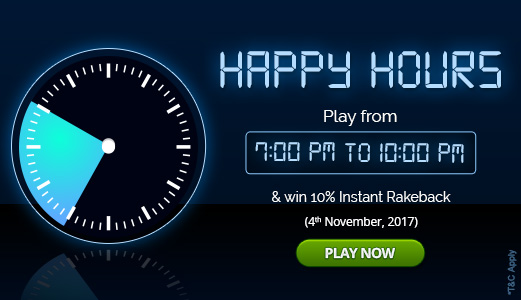 HAPPY HOURS
Play from
7:00 PM TO 10:00 PM
& win 10% Instant Rakeback
(4th November, 2017)
PLAY NOW
*T&C Apply